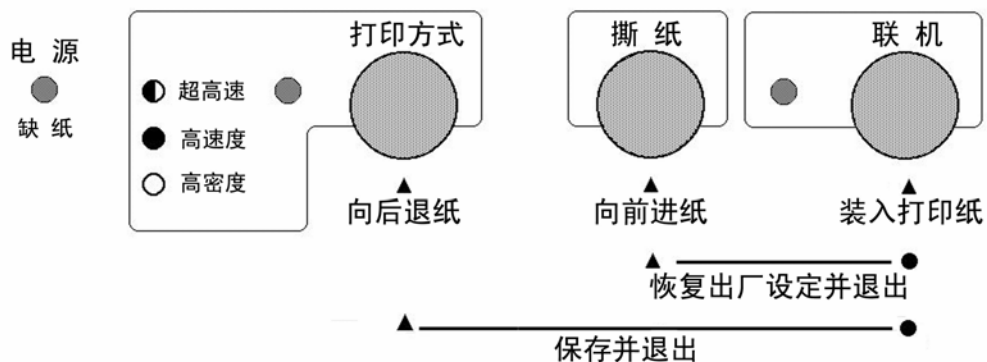 电 源
缺 纸
打印方式
超高速
高速度
高密度
撕 纸
联 机
向后退纸
向前进纸
装入打印纸
恢复出厂设定并退出
保存并退出